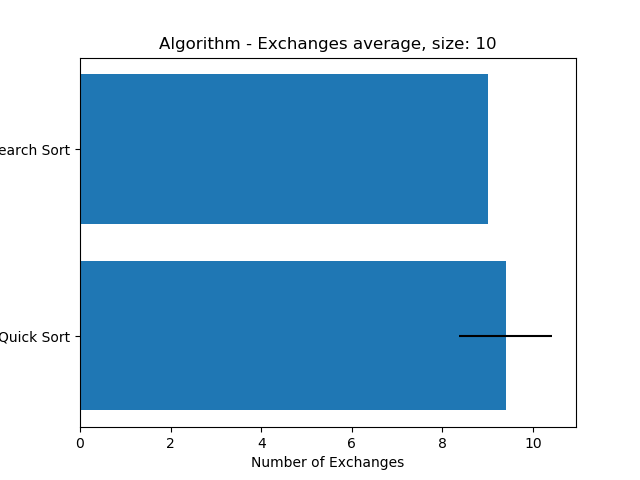 Algorithm - Exchanges average, size: 10
earch Sort
Quick Sort
0 2 4 6 8 10
Number of Exchanges